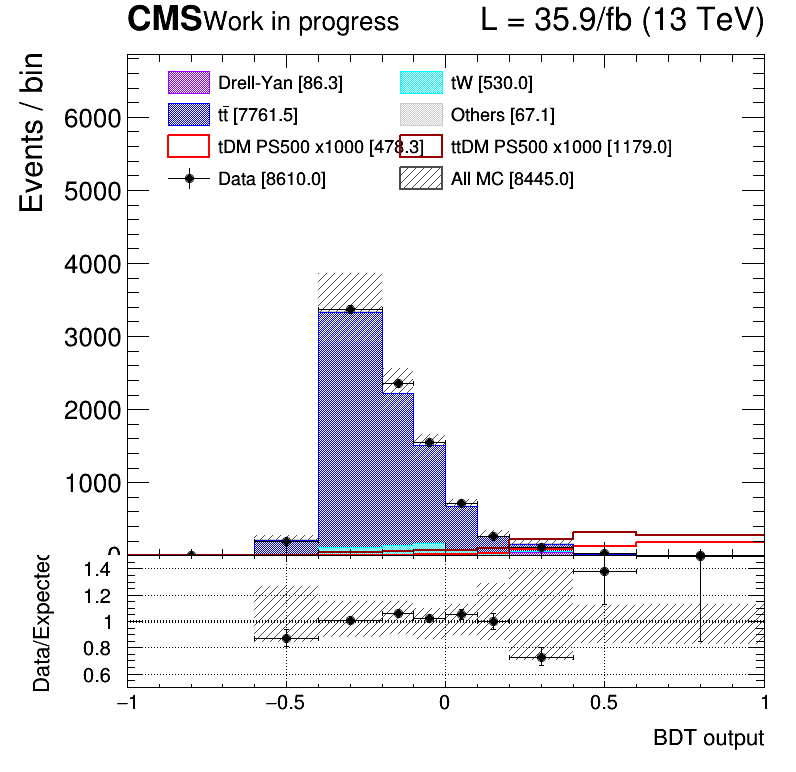 CMS Work in progress L = 35.9/fb (13 TeV)
Events / bin
Drell-Yan [86.3] tW [530.0]
tt̄ [7761.5] Others [67.1]
tDM PS500 x1000 [478.3] ttDM PS500 x1000 [1179.0]
Data [8610.0] All MC [8445.0]
6000
5000
4000
3000
2000
1000
0
Data/Expected
1.4
1.2
1
0.8
0.6
−1 −0.5 0 0.5 1
BDT output